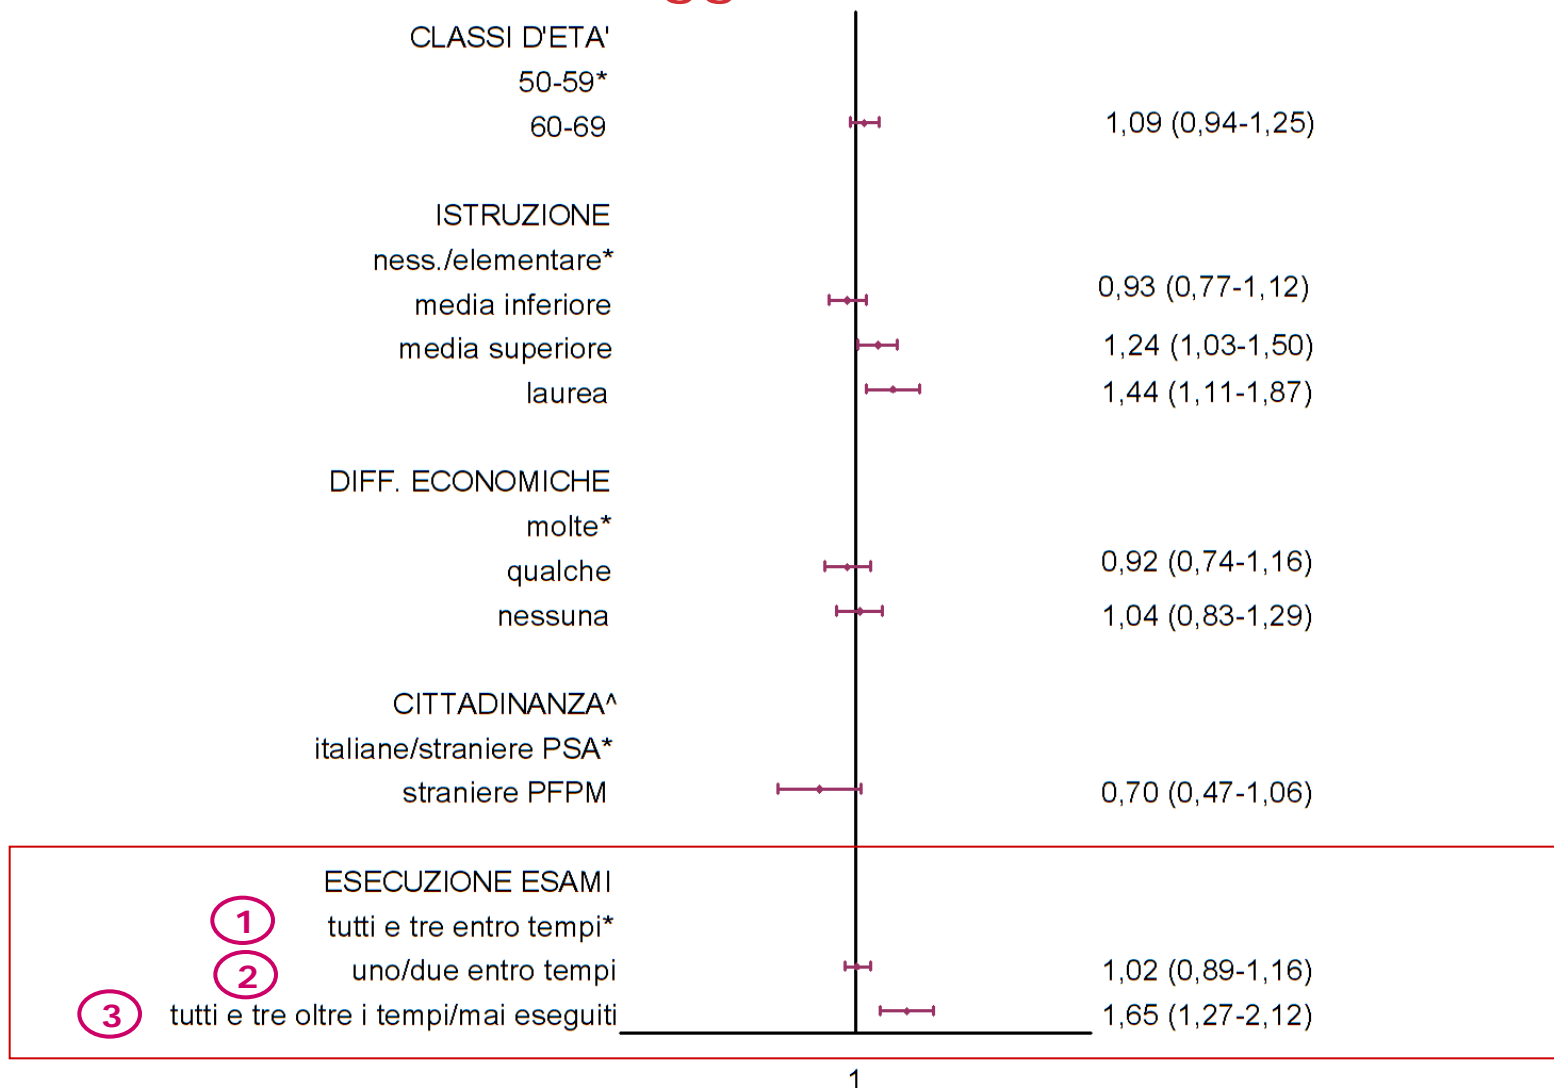 CLASSI D'ETA'
50-59*
60-69 1,09 (0,94-1,25)
ISTRUZIONE
ness./elementare*
media inferiore 0,93 (0,77-1,12)
media superiore 1,24 (1,03-1,50)
laurea 1,44 (1,11-1,87)
DIFF. ECONOMICHE
molte*
qualche 0,92 (0,74-1,16)
nessuna 1,04 (0,83-1,29)
CITTADINANZA^
italiane/straniere PSA*
straniere PFPM 0,70 (0,47-1,06)
ESECUZIONE ESAMI
1 tutti e tre entro tempi*
2 uno/due entro tempi 1,02 (0,89-1,16)
3 tutti e tre oltre i tempi/mai eseguiti 1,65 (1,27-2,12)
1